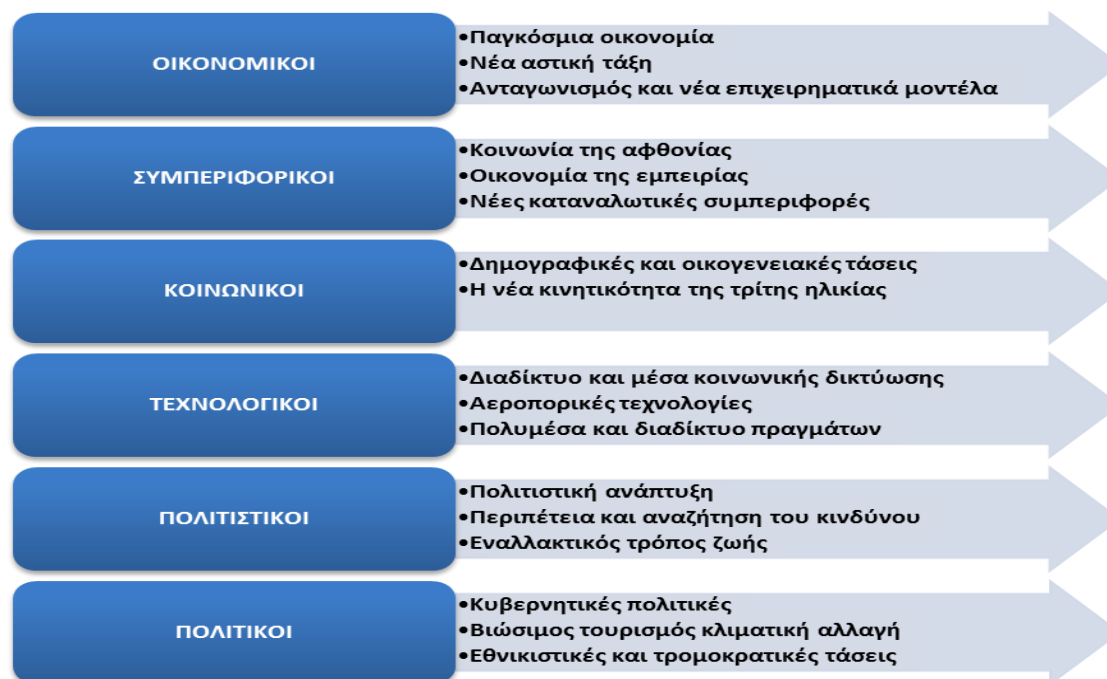 ΟΙΚΟΝΟΜΙΚΟΙ
•Παγκόσμια οικονομία
•Νέα αστική τάξη
•Ανταγωνισμός και νέα επιχειρηματικά μοντέλα
ΣΥΜΠΕΡΙΦΟΡΙΚΟΙ
•Κοινωνία της αφθονίας
•Οικονομία της εμπειρίας
•Νέες καταναλωτικές συμπεριφορές
ΚΟΙΝΩΝΙΚΟΙ
•Δημογραφικές και οικογενειακές τάσεις
•Η νέα κινητικότητα της τρίτης ηλικίας
ΤΕΧΝΟΛΟΓΙΚΟΙ
•Διαδίκτυο και μέσα κοινωνικής δικτύωσης
•Αεροπορικές τεχνολογίες
•Πολυμέσα και διαδίκτυο πραγμάτων
ΠΟΛΙΤΙΣΤΙΚΟΙ
•Πολιτιστική ανάπτυξη
•Περιπέτεια και αναζήτηση του κινδύνου
•Εναλλακτικός τρόπος ζωής
ΠΟΛΙΤΙΚΟΙ
•Κυβερνητικές πολιτικές
•Βιώσιμος τουρισμός κλιματική αλλαγή
•Εθνικιστικές και τρομοκρατικές τάσεις